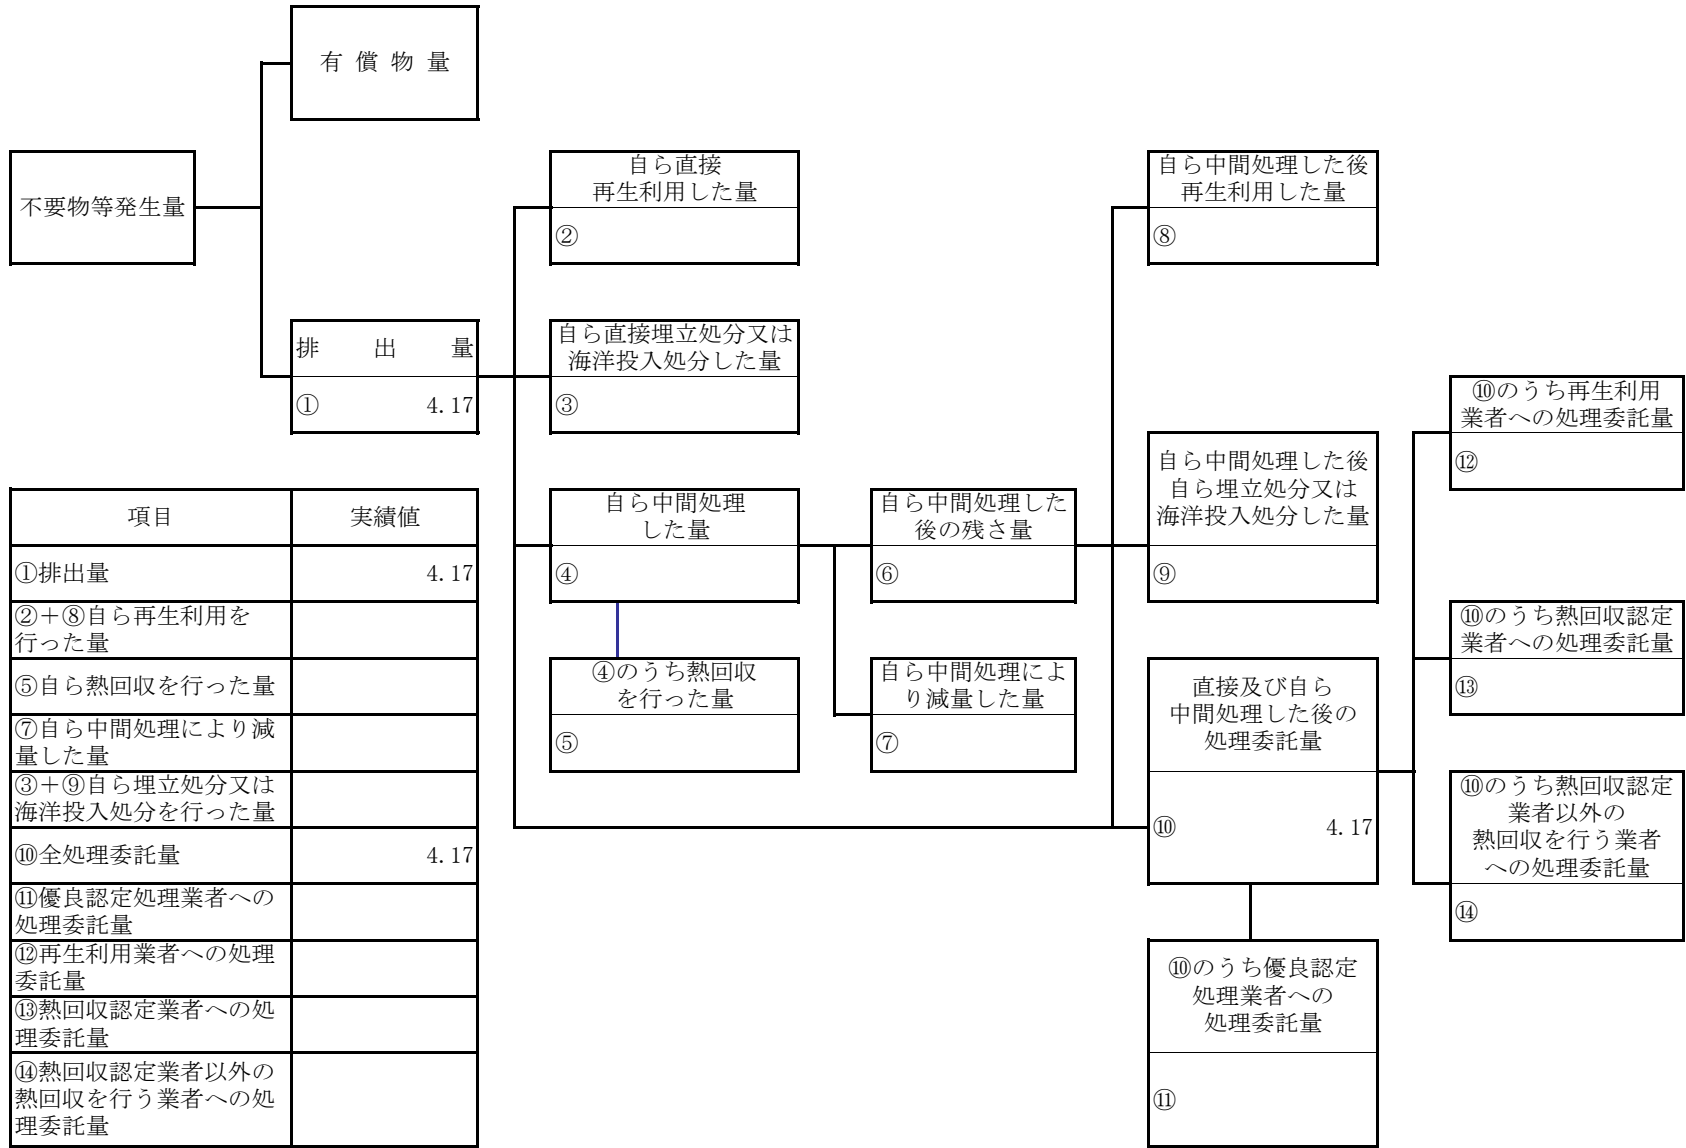 有償物量
不要物等発生量
自ら直接
再生利用した量
②
自ら中間処理した後
再生利用した量
⑧
排出量
① 4.17
自ら直接埋立処分又は
海洋投入処分した量
③
⑩のうち再生利用
業者への処理委託量
⑫
自ら中間処理した後
自ら埋立処分又は
海洋投入処分した量
⑨
自ら中間処理
した量
④
自ら中間処理した
後の残さ量
⑥
⑩のうち熱回収認定
業者への処理委託量
⑬
④のうち熱回収
を行った量
⑤
自ら中間処理によ
り減量した量
⑦
直接及び自ら
中間処理した後の
処理委託量
⑩ 4.17
⑩のうち熱回収認定
業者以外の
熱回収を行う業者
への処理委託量
⑭
⑩のうち優良認定
処理業者への
処理委託量
⑪
項目 実績値
①排出量 4.17
②＋⑧自ら再生利用を
行った量
⑤自ら熱回収を行った量
⑦自ら中間処理により減
量した量
③＋⑨自ら埋立処分又は
海洋投入処分を行った量
⑩全処理委託量 4.17
⑪優良認定処理業者への
処理委託量
⑫再生利用業者への処理
委託量
⑬熱回収認定業者への処
理委託量
⑭熱回収認定業者以外の
熱回収を行う業者への処
理委託量